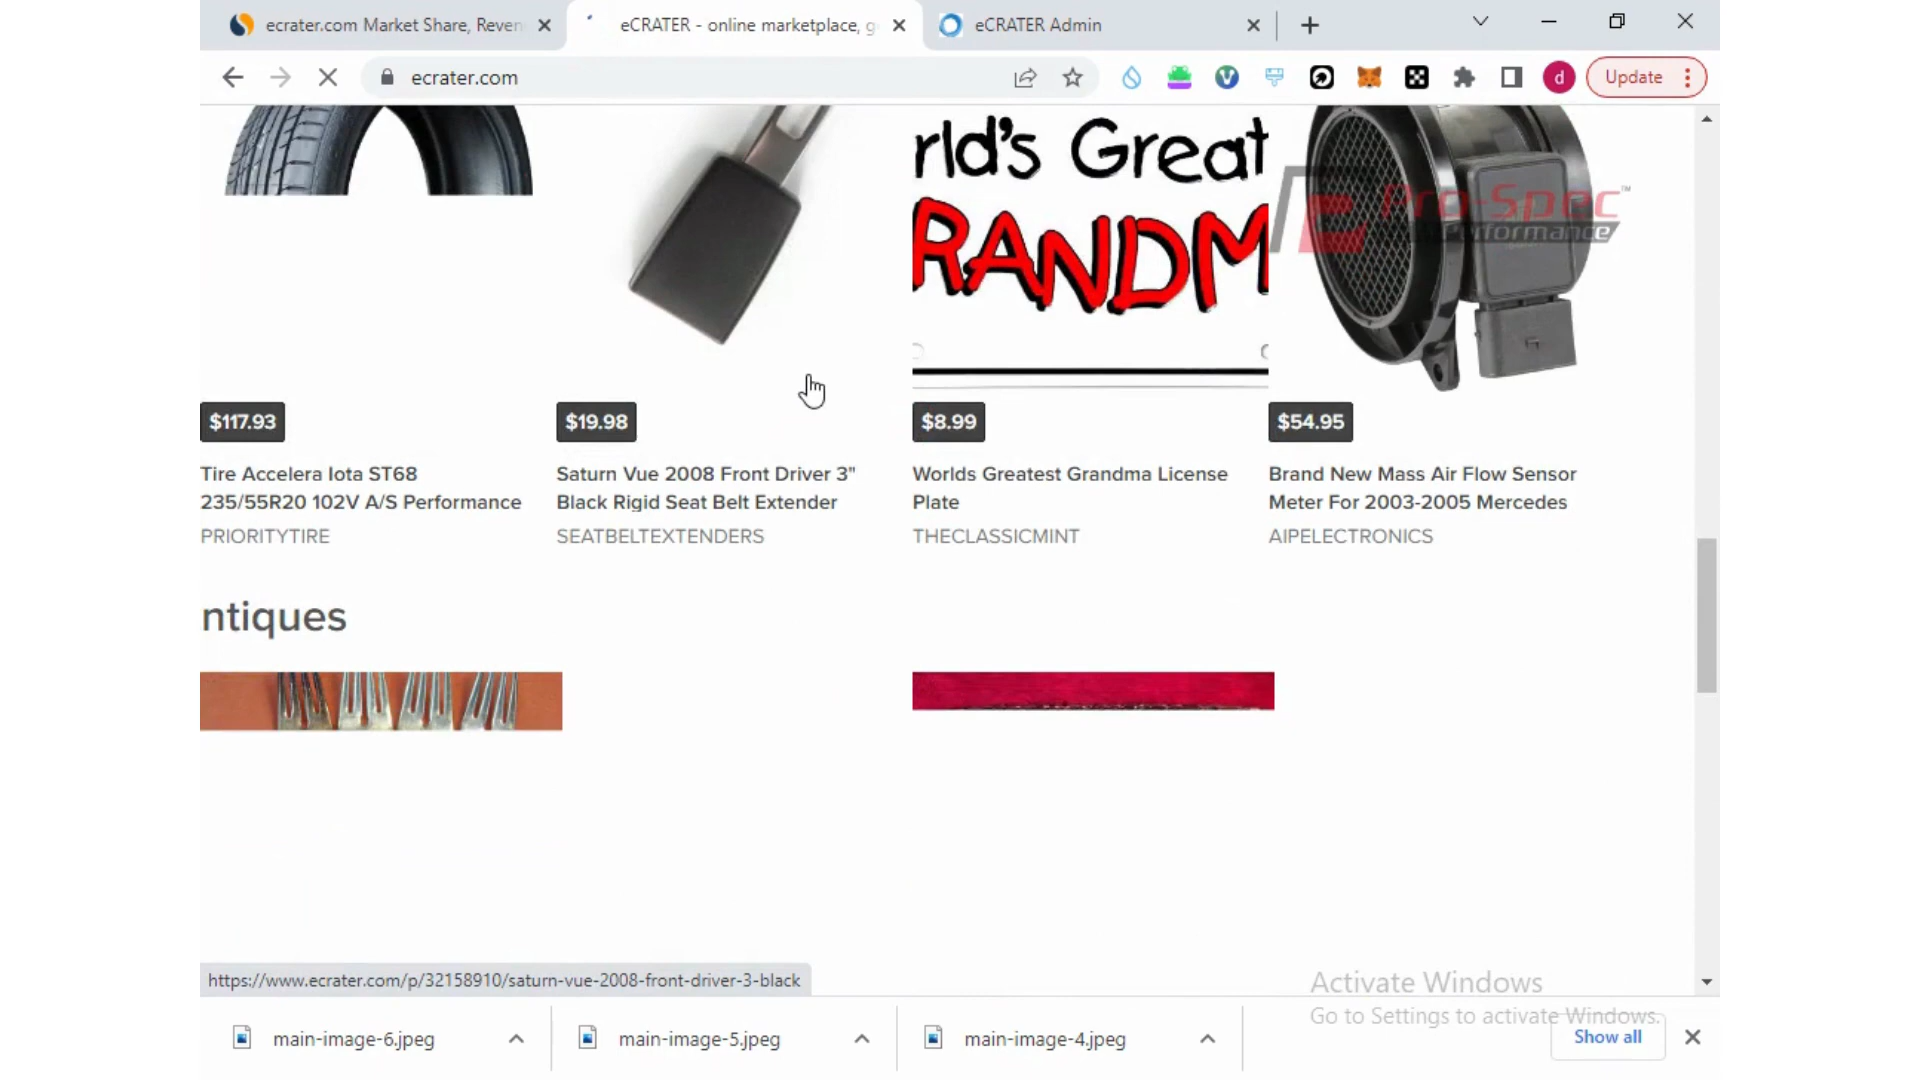 ecrater.com Market Share, Reven
eCRATER - online marketplace, g
eCRATER Admin
ecrater.com
d
Update
rld's Great
RANDM
Pro-Spec™
Performance
$117.93
$19.98
$8.99
$54.95
Tire Accelera Iota ST68
235/55R20 102V A/S Performance
PRIORITYTIRE
Saturn Vue 2008 Front Driver 3"
Black Rigid Seat Belt Extender
SEATBELTEXTENDERS
Worlds Greatest Grandma License
Plate
THECLASSICMINT
Brand New Mass Air Flow Sensor
Meter For 2003-2005 Mercedes
AIPELECTRONICS
ntiques
https://www.ecrater.com/p/32158910/saturn-vue-2008-front-driver-3-black
Activate Windows
Go to Settings to activate Windows.
main-image-6.jpeg
main-image-5.jpeg
main-image-4.jpeg
Show all